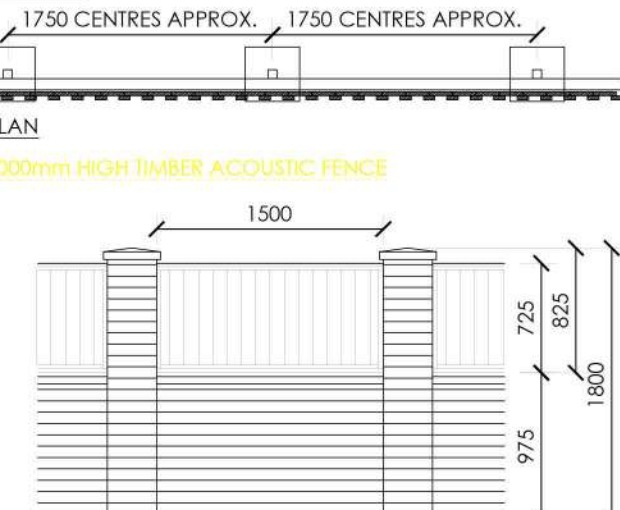 1750 CENTRES APPROX. 1750 CENTRES APPROX.
LAN
000mm HIGH TIMBER ACOUSTIC FENCE
1500
725
825
1800
975